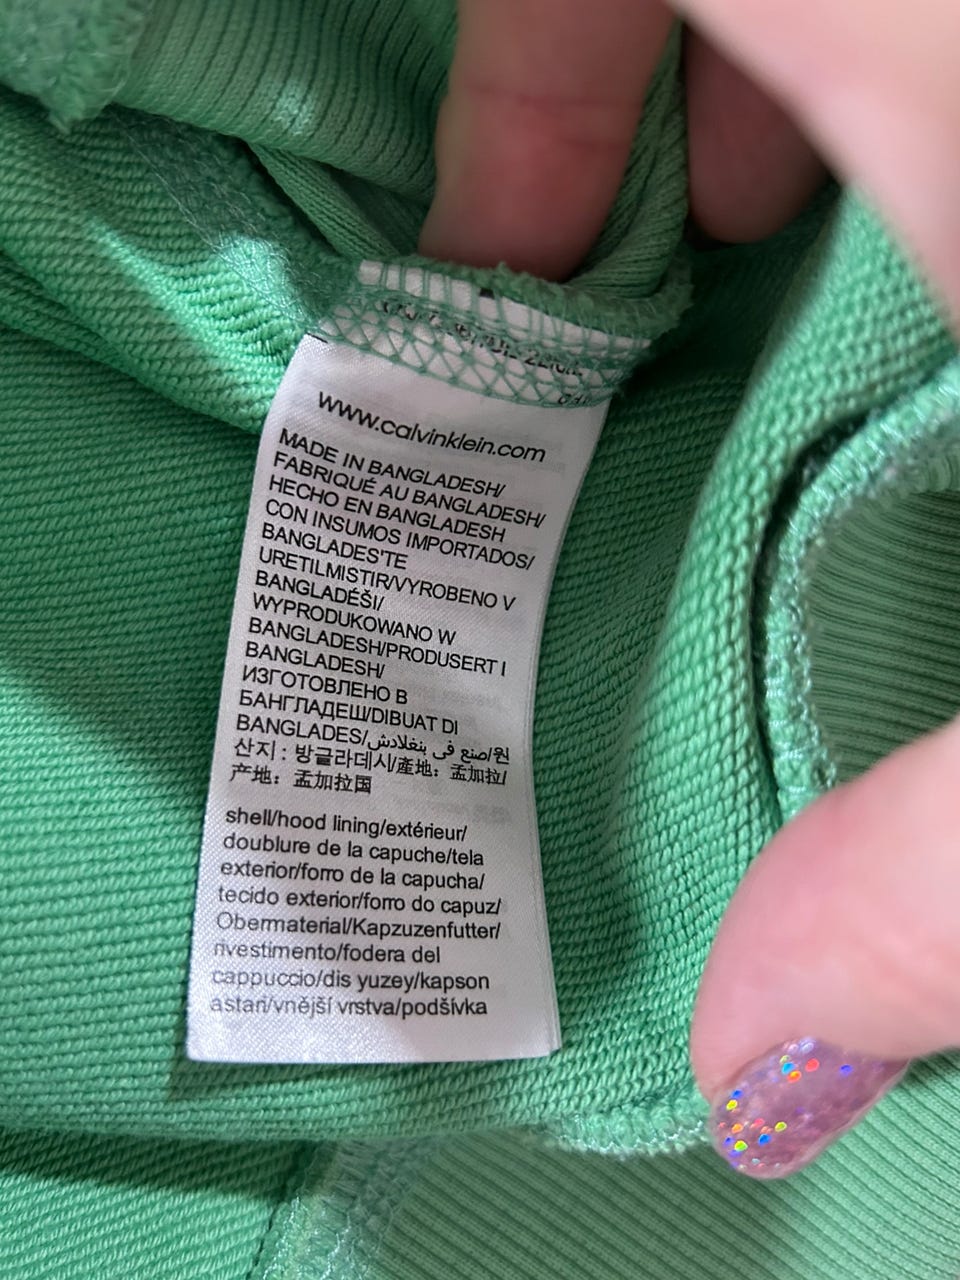 www.calvinklein.com
MADE IN BANGLADESH/
FABRIQUÉ AU BANGLADESH/
HECHO EN BANGLADESH
CON INSUMOS IMPORTADOS/
BANGLADES'TE
URETILMISTIR/VYROBENO V
BANGLADÉŠI/
WYPRODUKOWANO W
BANGLADESH/PRODUSERT I
BANGLADESH/
ИЗГОТОВЛЕНО В
БАНГЛАДЕШ/DIBUAT DI
BANGLADES/صنع في بنغلادش/원
산지 : 방글라데시/產地：孟加拉/
产地：孟加拉国
shell/hood lining/extérieur/
doublure de la capuche/tela
exterior/forro de la capucha/
tecido exterior/forro do capuz/
Obermaterial/Kapzuzenfutter/
rivestimento/fodera del
cappuccio/dis yuzey/kapson
astari/vnější vrstva/podšívka